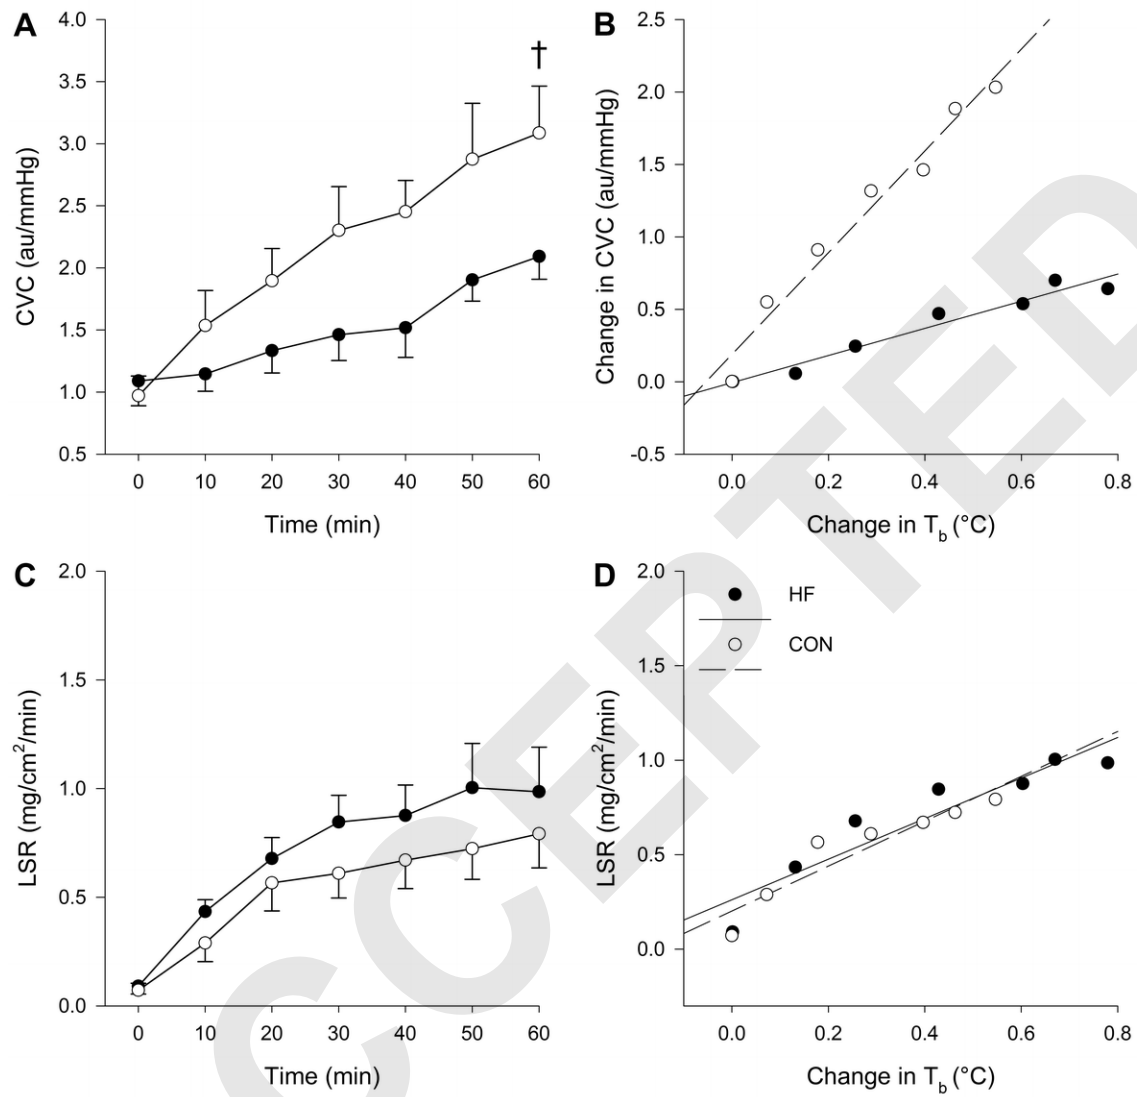 A
4.0
3.5
3.0
2.5
2.0
1.5
1.0
0.5
CVC (au/mmHg)
†
0 10 20 30 40 50 60
Time (min)
B
2.5
2.0
1.5
1.0
0.5
0.0
-0.5
Change in CVC (au/mmHg)
0.0 0.2 0.4 0.6 0.8
Change in Tb (°C)
C
2.0
1.5
1.0
0.5
0.0
LSR (mg/cm²/min)
0 10 20 30 40 50 60
Time (min)
D
2.0
1.5
1.0
0.5
0.0
LSR (mg/cm²/min)
HF
CON
0.0 0.2 0.4 0.6 0.8
Change in Tb (°C)
CCEPTED